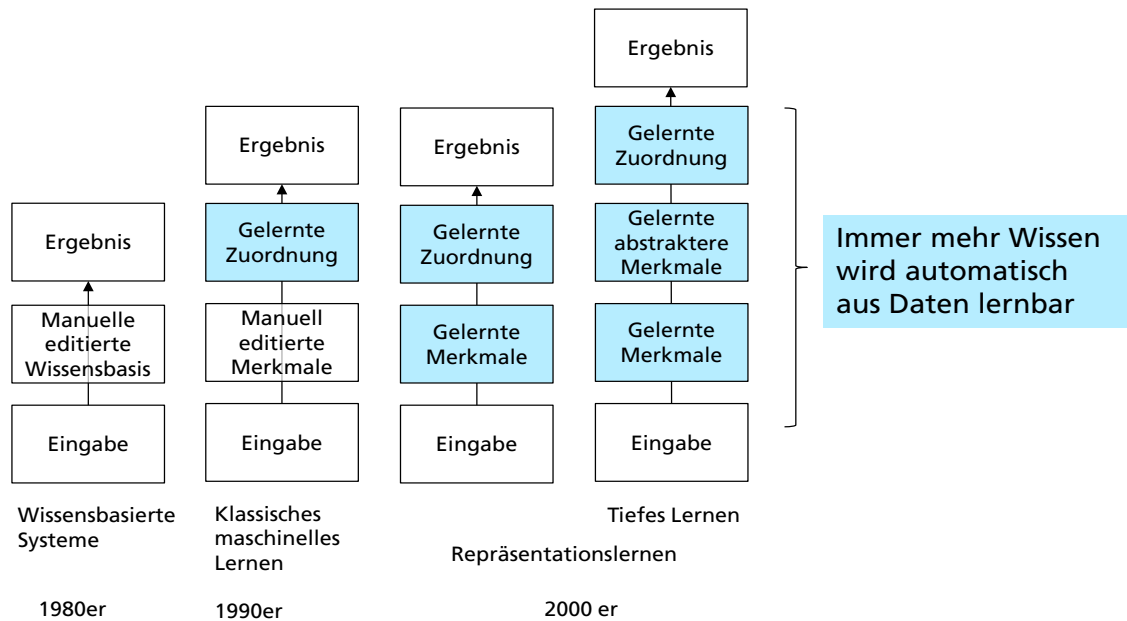 Ergebnis
Manuelle
editierte
Wissensbasis
Eingabe
Wissensbasierte
Systeme
1980er
Ergebnis
Gelernte
Zuordnung
Manuell
editierte
Merkmale
Eingabe
Klassisches
maschinelles
Lernen
1990er
Ergebnis
Gelernte
Zuordnung
Gelernte
Merkmale
Eingabe
Ergebnis
Gelernte
Zuordnung
Gelernte
abstraktere
Merkmale
Gelernte
Merkmale
Eingabe
Tiefes Lernen
Repräsentationslernen
2000 er
Immer mehr Wissen
wird automatisch
aus Daten lernbar